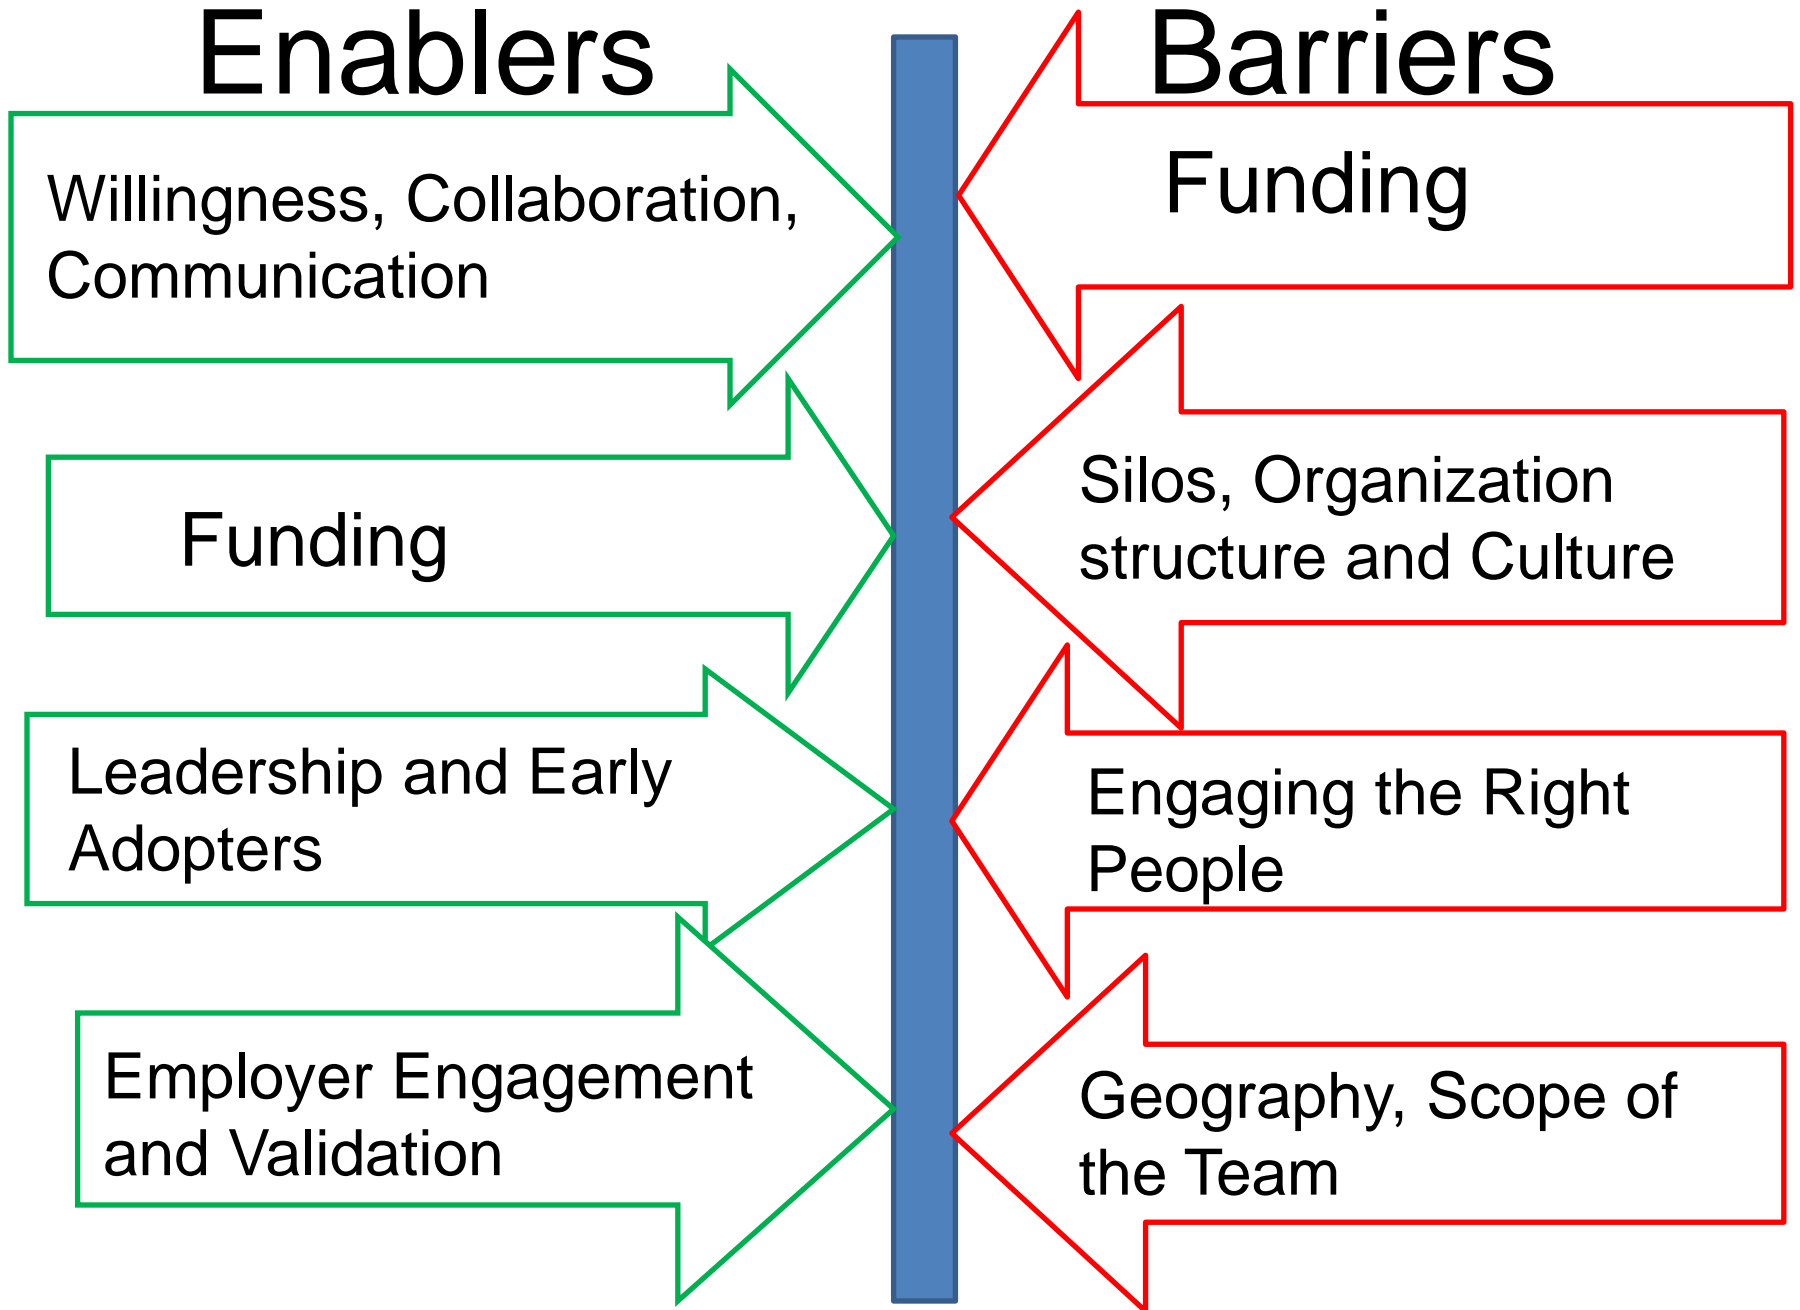 Enablers
Willingness, Collaboration,
Communication
Funding
Leadership and Early
Adopters
Employer Engagement
and Validation
Barriers
Funding
Silos, Organization
structure and Culture
Engaging the Right
People
Geography, Scope of
the Team